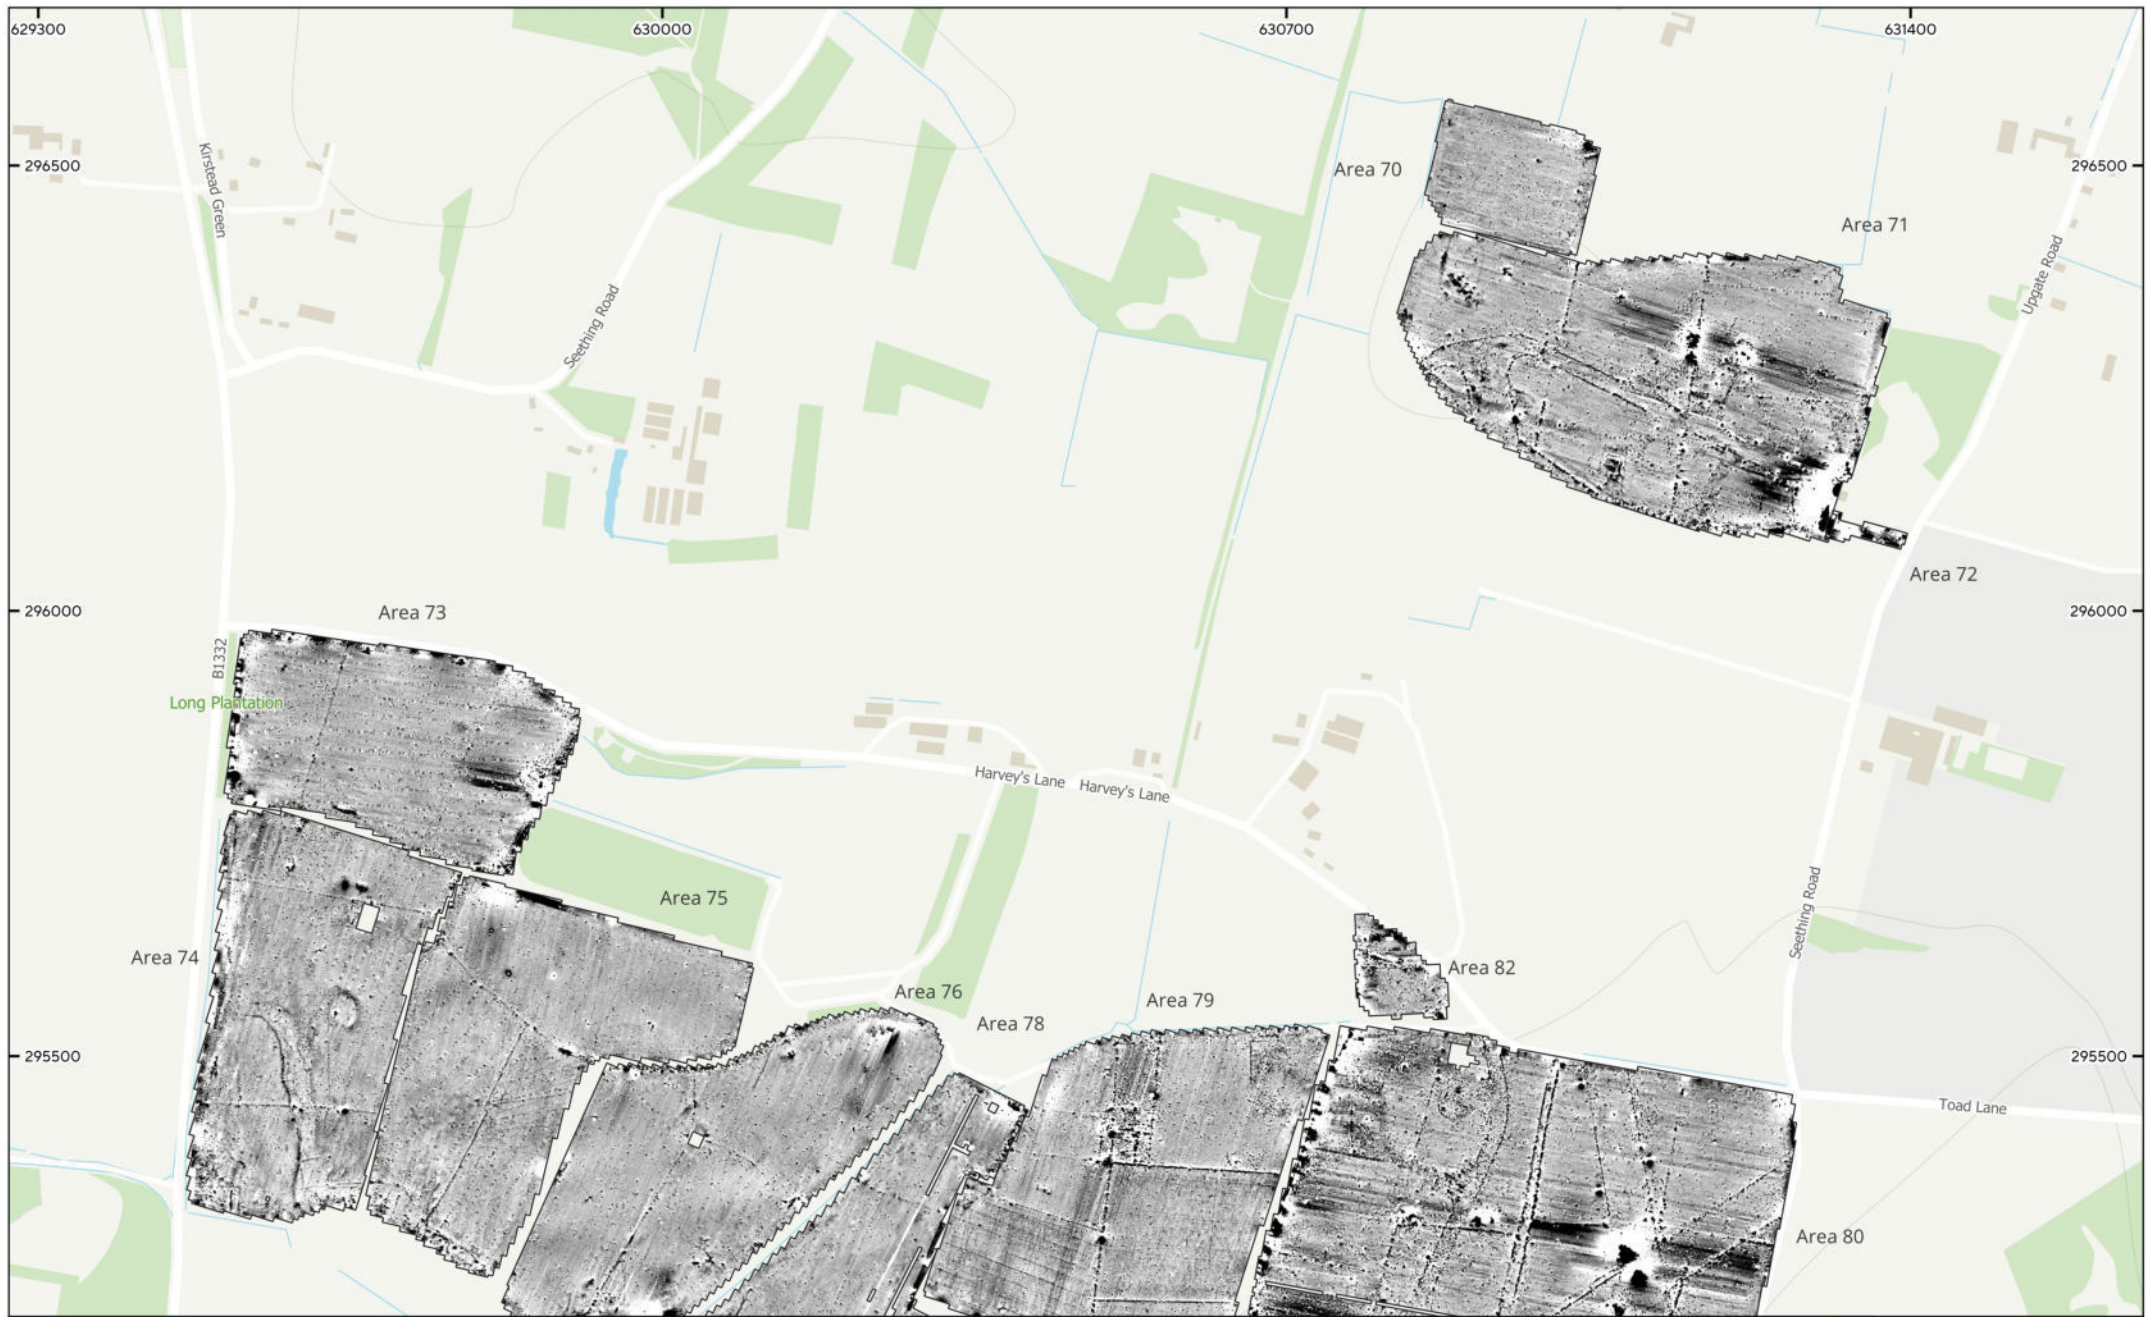 629300
630000
630700
631400
296500
Kirstead Green
Area 70
296500
Area 71
Upgate Road
Seething Road
Area 72
296000
Area 73
296000
B1332
Long Plantation
Harvey's Lane
Harvey's Lane
Area 75
Seething Road
Area 74
Area 82
Area 76
Area 79
Area 78
295500
295500
Toad Lane
Area 80